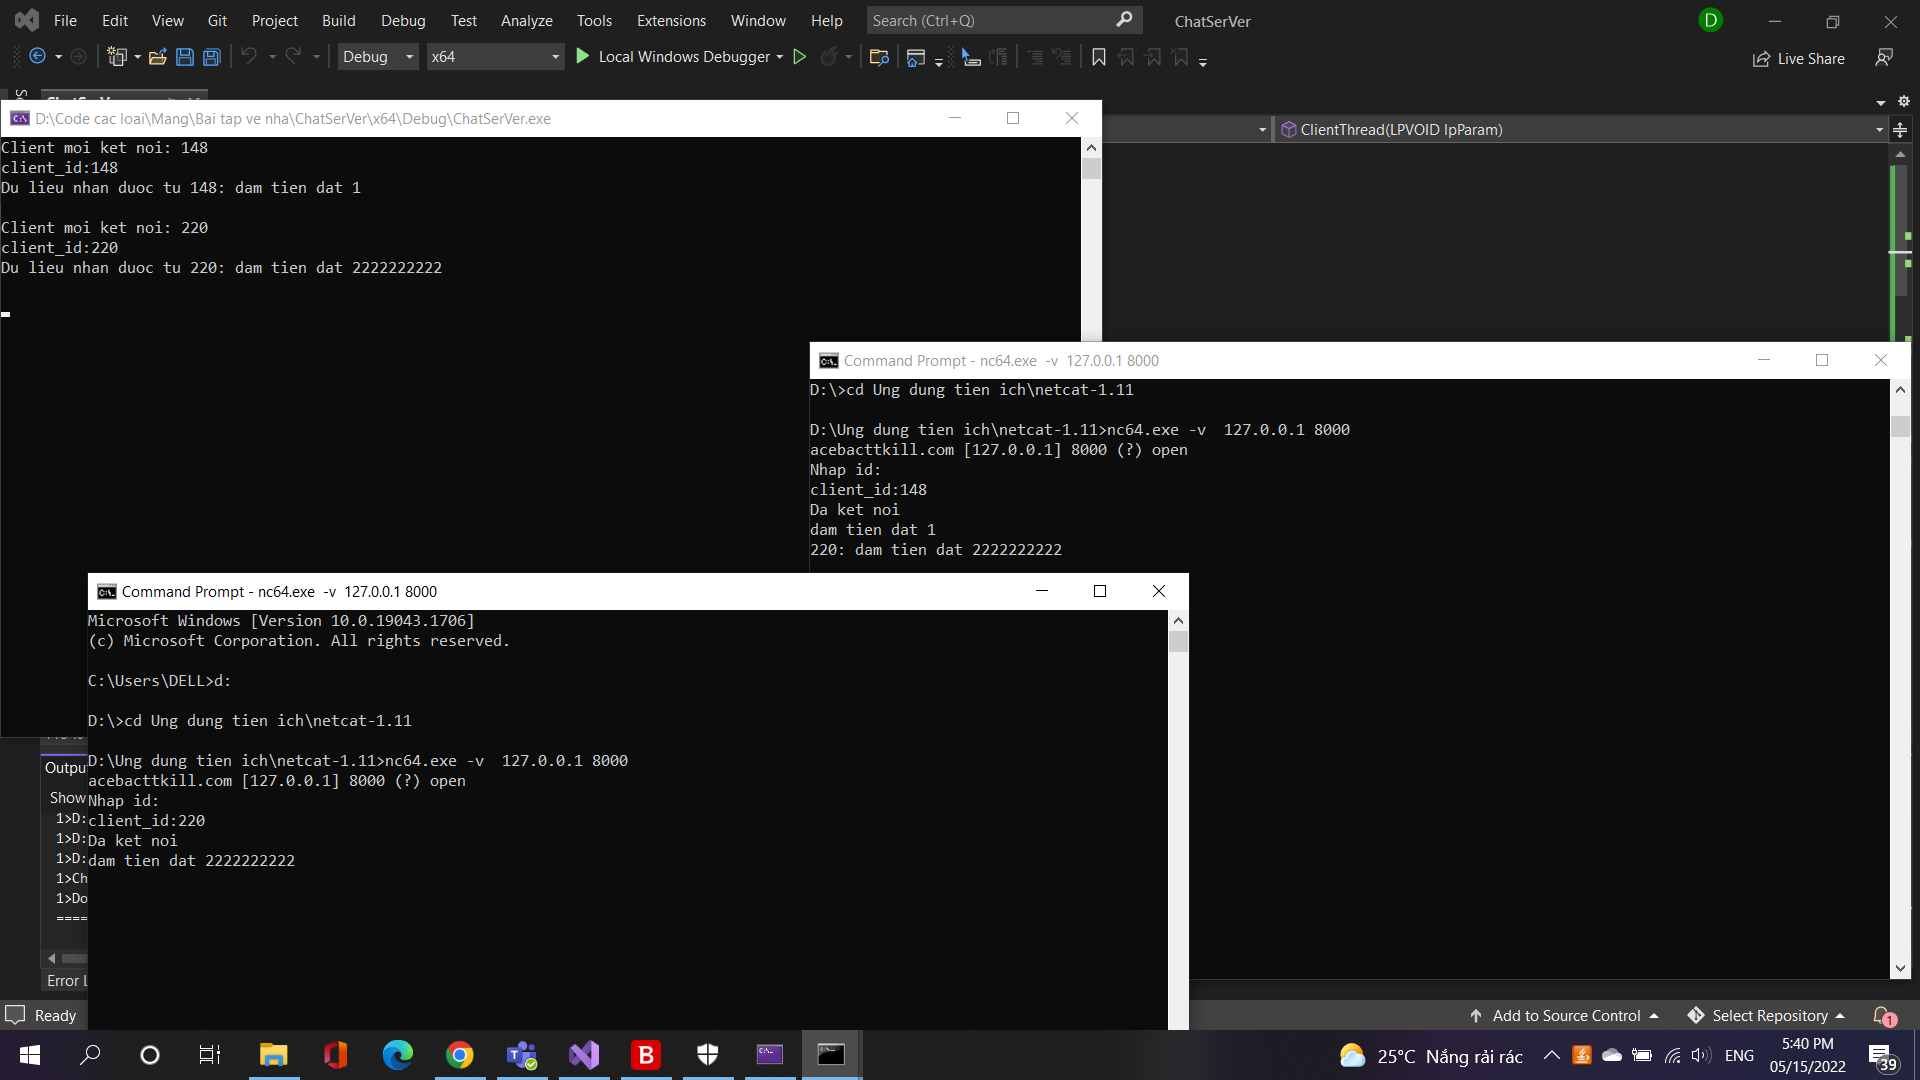 File Edit View Git Project Build Debug Test Analyze Tools Extensions Window Help Search (Ctrl+Q) ChatSerVer D
Debug x64 Local Windows Debugger Live Share
D:\Code cac loai\Mang\Bai tap ve nha\ChatSerVer\x64\Debug\ChatSerVer.exe
ClientThread(LPVOID lpParam)
Client moi ket noi: 148
client_id:148
Du lieu nhan duoc tu 148: dam tien dat 1
Client moi ket noi: 220
client_id:220
Du lieu nhan duoc tu 220: dam tien dat 2222222222
Command Prompt - nc64.exe -v 127.0.0.1 8000
D:\>cd Ung dung tien ich\netcat-1.11
D:\Ung dung tien ich\netcat-1.11>nc64.exe -v  127.0.0.1 8000
acebacttkill.com [127.0.0.1] 8000 (?) open
Nhap id:
client_id:148
Da ket noi
dam tien dat 1
220: dam tien dat 2222222222
Command Prompt - nc64.exe -v 127.0.0.1 8000
Microsoft Windows [Version 10.0.19043.1706]
(c) Microsoft Corporation. All rights reserved.
C:\Users\DELL>d:
D:\>cd Ung dung tien ich\netcat-1.11
D:\Ung dung tien ich\netcat-1.11>nc64.exe -v  127.0.0.1 8000
acebacttkill.com [127.0.0.1] 8000 (?) open
Nhap id:
client_id:220
Da ket noi
dam tien dat 2222222222
Outpu
Show
1>D:
1>D:
1>D:
1>Ch
1>Do
====
Error L
Ready Add to Source Control Select Repository 1
25°C Nắng rải rác ENG
5:40 PM
05/15/2022
39